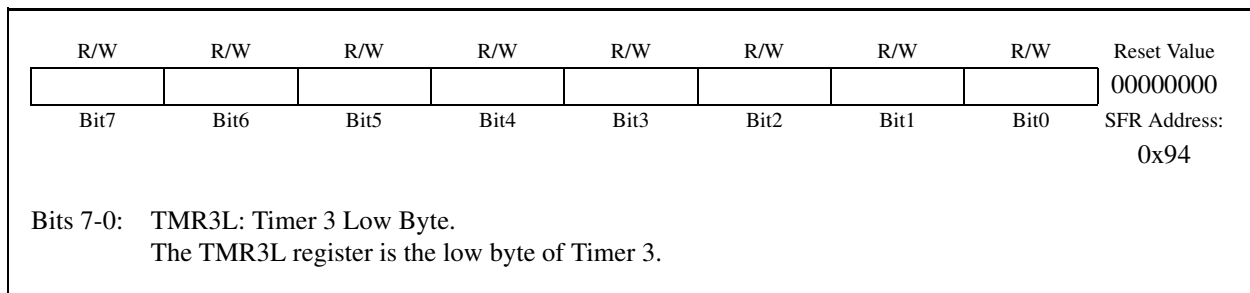 R/W R/W R/W R/W R/W R/W R/W R/W Reset Value
00000000
Bit7 Bit6 Bit5 Bit4 Bit3 Bit2 Bit1 Bit0 SFR Address:
0x94
Bits 7-0: TMR3L: Timer 3 Low Byte.
The TMR3L register is the low byte of Timer 3.